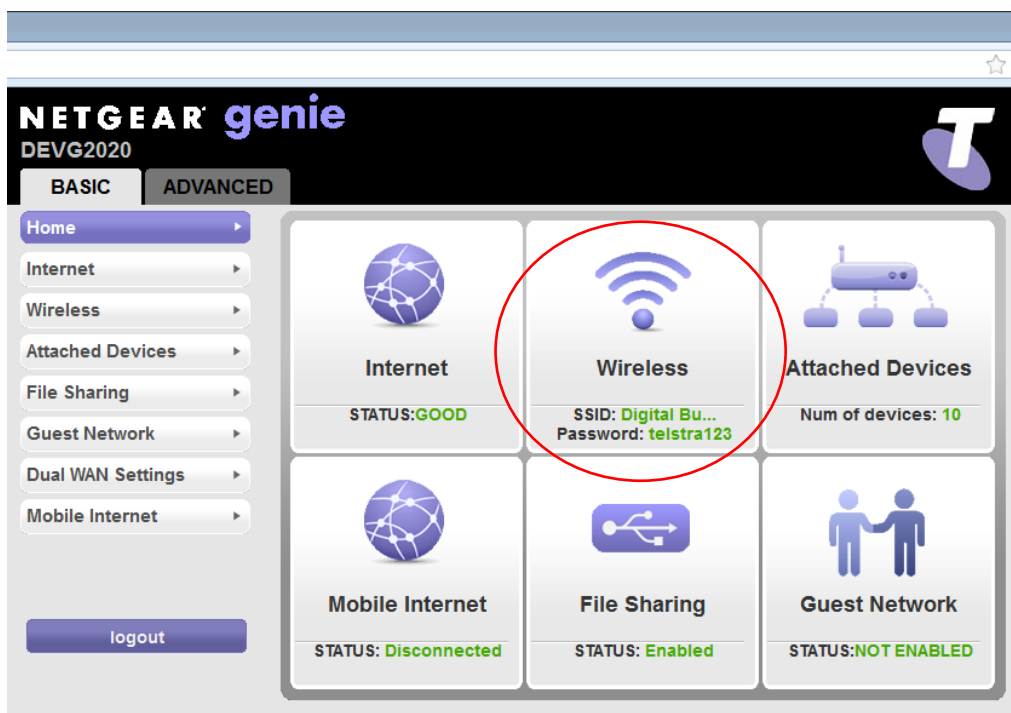 NETGEAR genie
DEVG2020
BASIC ADVANCED
Home
Internet
Wireless
Attached Devices
File Sharing
Guest Network
Dual WAN Settings
Mobile Internet
logout
Internet
STATUS:GOOD
Wireless
SSID: Digital Bu...
Password: telstra123
Attached Devices
Num of devices: 10
Mobile Internet
STATUS: Disconnected
File Sharing
STATUS: Enabled
Guest Network
STATUS:NOT ENABLED
T